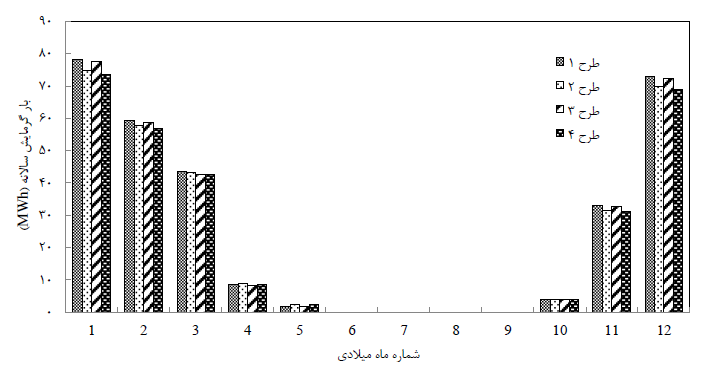 ۹۰
۸۰
۷۰
۶۰
۵۰
۴۰
۳۰
۲۰
۱۰
۰
بار گرمایش سالانه (MWh)
طرح ۱
طرح ۲
طرح ۳
طرح ۴
1 2 3 4 5 6 7 8 9 10 11 12
شماره ماه میلادی